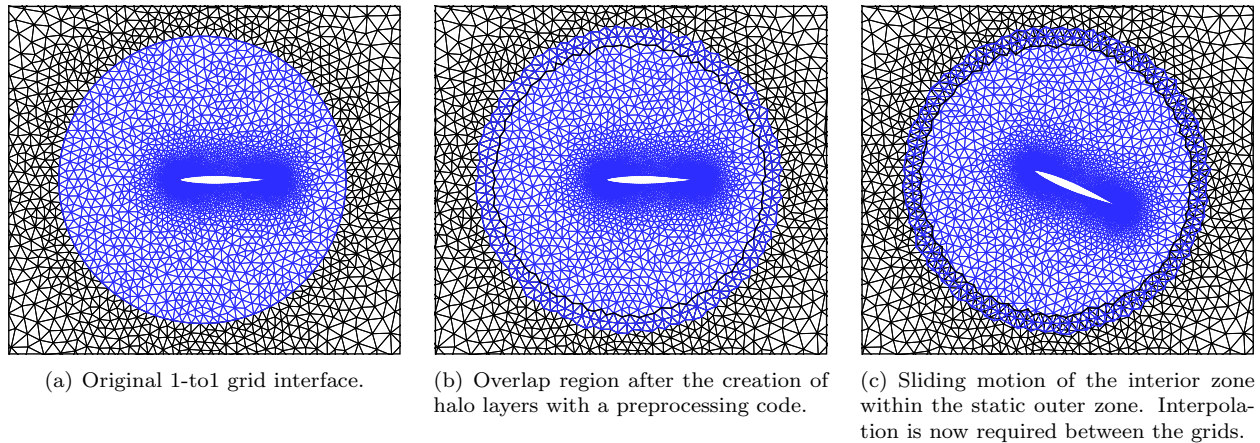 (a) Original 1-to1 grid interface.
(b) Overlap region after the creation of
halo layers with a preprocessing code.
(c) Sliding motion of the interior zone
within the static outer zone. Interpola-
tion is now required between the grids.